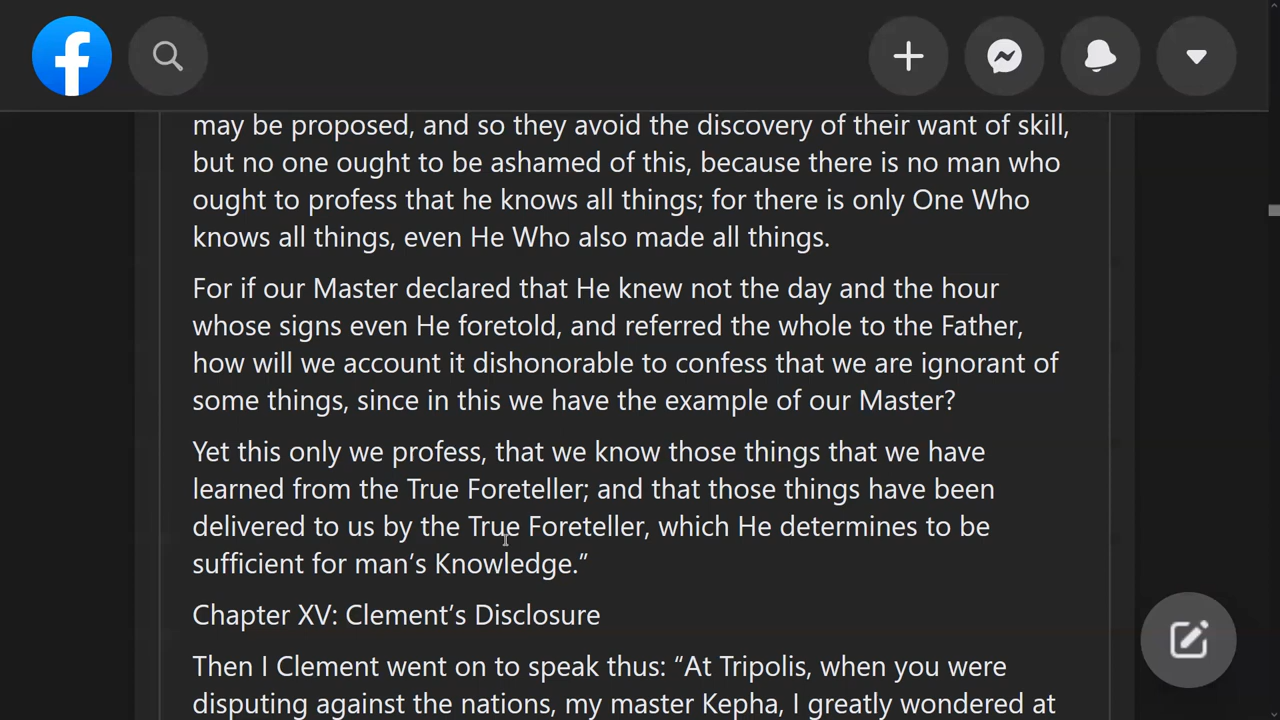 may be proposed, and so they avoid the discovery of their want of skill,
but no one ought to be ashamed of this, because there is no man who
ought to profess that he knows all things; for there is only One Who
knows all things, even He Who also made all things.
For if our Master declared that He knew not the day and the hour
whose signs even He foretold, and referred the whole to the Father,
how will we account it dishonorable to confess that we are ignorant of
some things, since in this we have the example of our Master?
Yet this only we profess, that we know those things that we have
learned from the True Foreteller; and that those things have been
delivered to us by the True Foreteller, which He determines to be
sufficient for man’s Knowledge.”
Chapter XV: Clement’s Disclosure
Then I Clement went on to speak thus: “At Tripolis, when you were
disputing against the nations, my master Kepha, I greatly wondered at